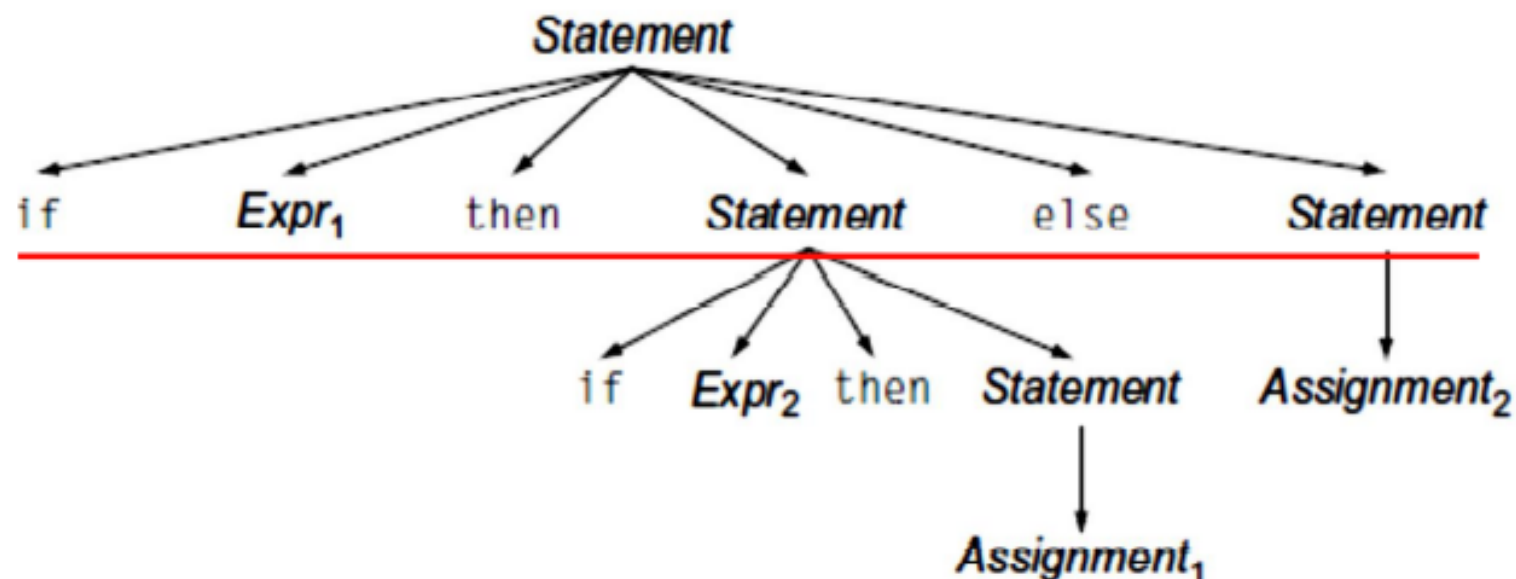 Statement
if Expr₁ then Statement else Statement
if Expr₂ then Statement Assignment₂
Assignment₁